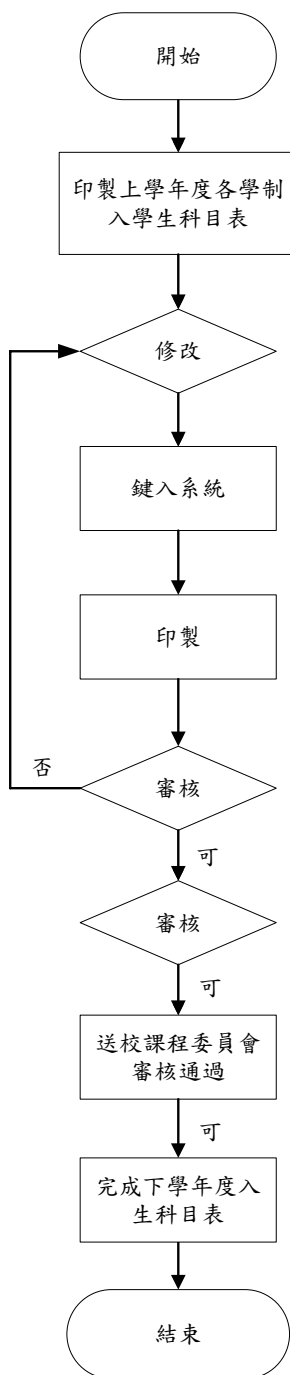 開始
印製上學年度各學制
入學生科目表
修改
鍵入系統
印製
否
審核
可
審核
可
送校課程委員會
審核通過
可
完成下學年度入
生科目表
結束